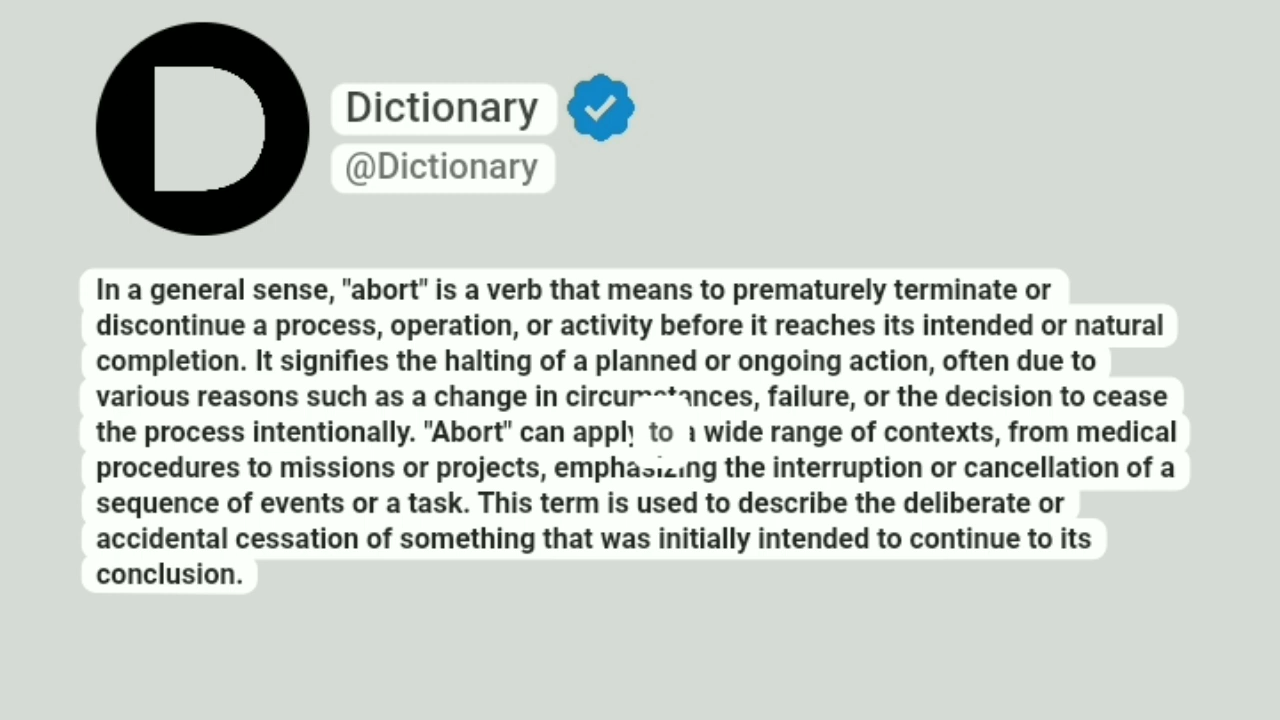 D
Dictionary
@Dictionary
In a general sense, "abort" is a verb that means to prematurely terminate or
discontinue a process, operation, or activity before it reaches its intended or natural
completion. It signifies the halting of a planned or ongoing action, often due to
various reasons such as a change in circumstances, failure, or the decision to cease
the process intentionally. "Abort" can apply to a wide range of contexts, from medical
procedures to missions or projects, emphasizing the interruption or cancellation of a
sequence of events or a task. This term is used to describe the deliberate or
accidental cessation of something that was initially intended to continue to its
conclusion.